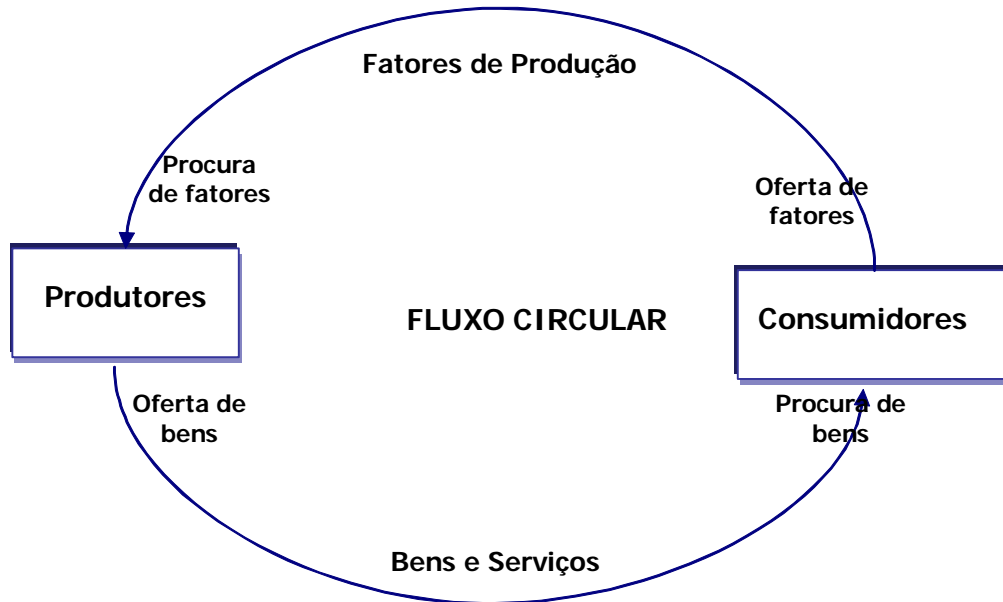 Fatores de Produção
Procura
de fatores
Oferta de
fatores
Produtores
FLUXO CIRCULAR
Consumidores
Oferta de
bens
Procura de
bens
Bens e Serviços